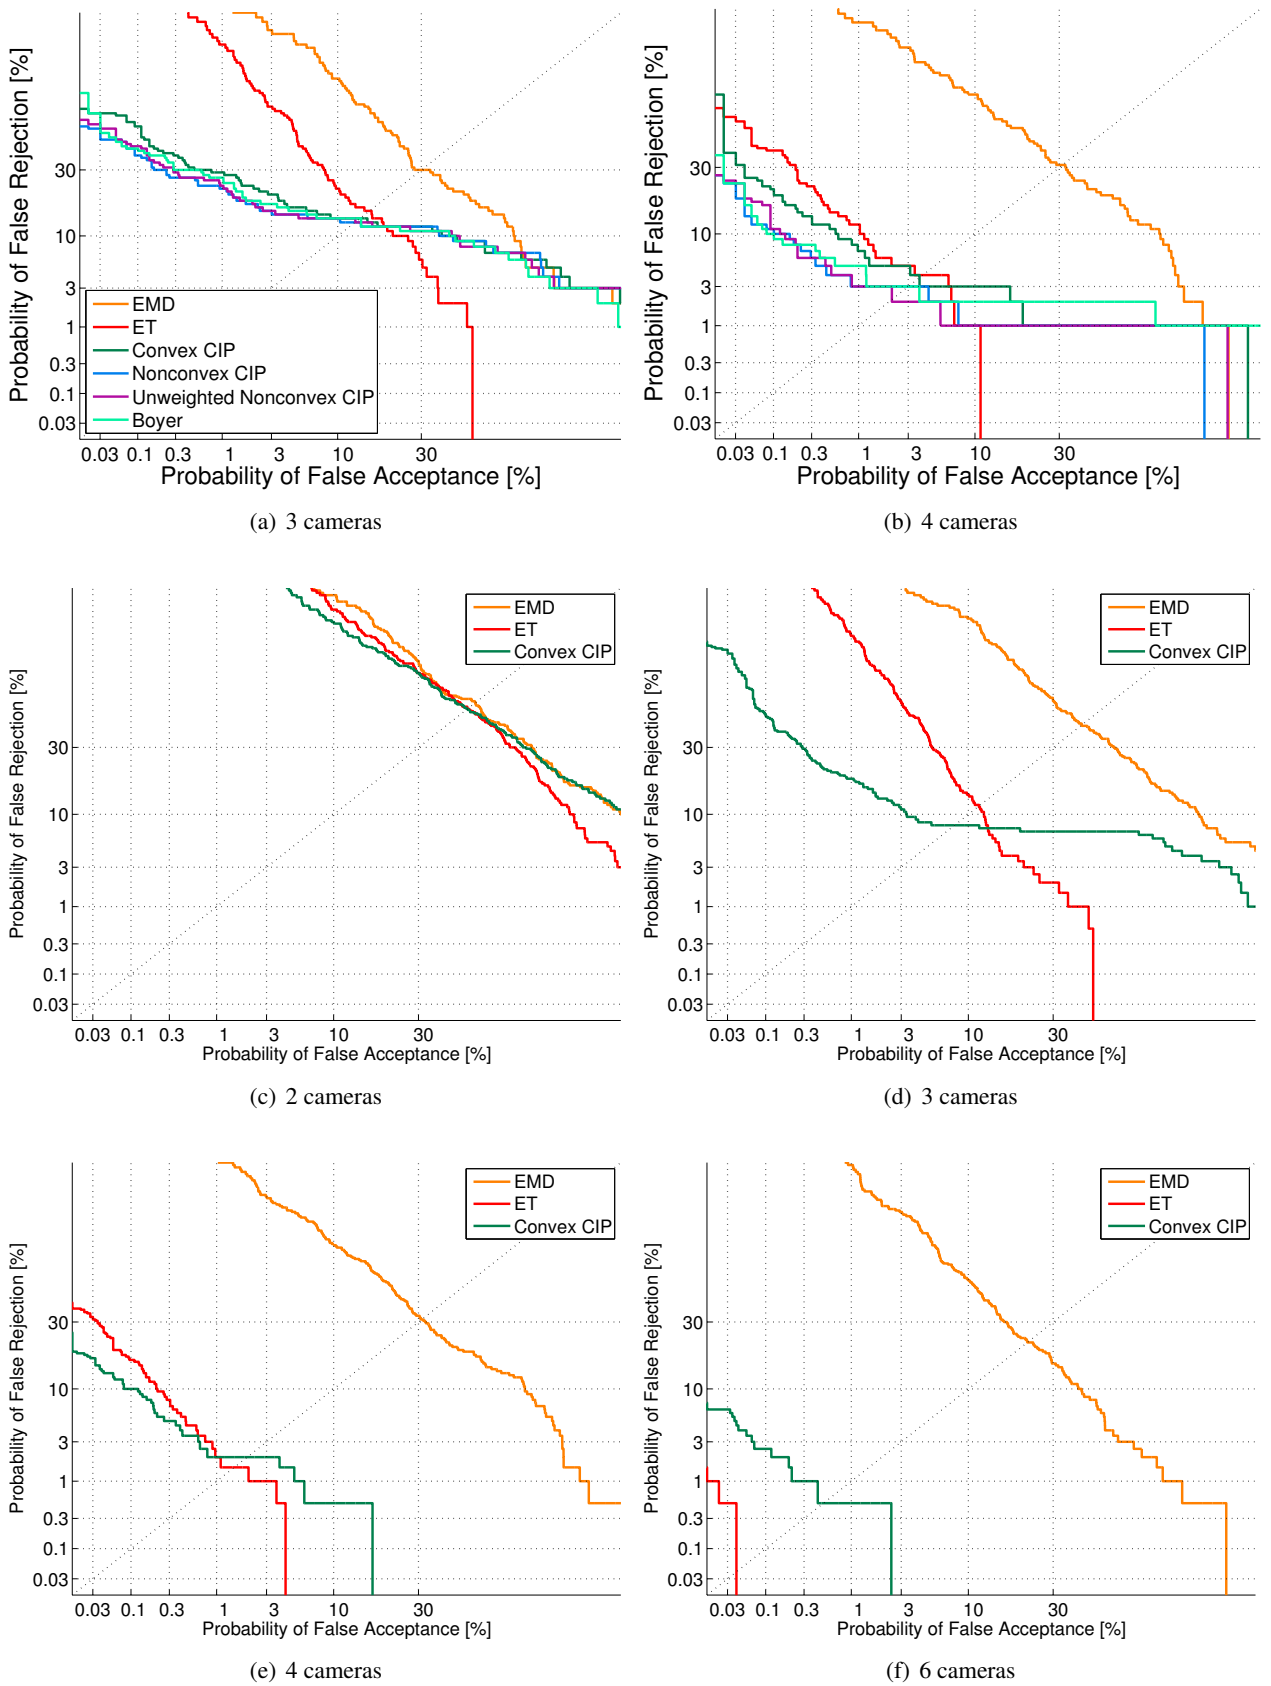 Probability of False Rejection [%]
30
10
3
1
0.3
0.1
0.03
EMD
ET
Convex CIP
Nonconvex CIP
Unweighted Nonconvex CIP
Boyer
0.03 0.1 0.3 1 3 10 30
Probability of False Acceptance [%]
(a) 3 cameras
Probability of False Rejection [%]
30
10
3
1
0.3
0.1
0.03
0.03 0.1 0.3 1 3 10 30
Probability of False Acceptance [%]
(b) 4 cameras
Probability of False Rejection [%]
30
10
3
1
0.3
0.1
0.03
EMD
ET
Convex CIP
0.03 0.1 0.3 1 3 10 30
Probability of False Acceptance [%]
(c) 2 cameras
Probability of False Rejection [%]
30
10
3
1
0.3
0.1
0.03
EMD
ET
Convex CIP
0.03 0.1 0.3 1 3 10 30
Probability of False Acceptance [%]
(d) 3 cameras
Probability of False Rejection [%]
30
10
3
1
0.3
0.1
0.03
EMD
ET
Convex CIP
0.03 0.1 0.3 1 3 10 30
Probability of False Acceptance [%]
(e) 4 cameras
Probability of False Rejection [%]
30
10
3
1
0.3
0.1
0.03
EMD
ET
Convex CIP
0.03 0.1 0.3 1 3 10 30
Probability of False Acceptance [%]
(f) 6 cameras